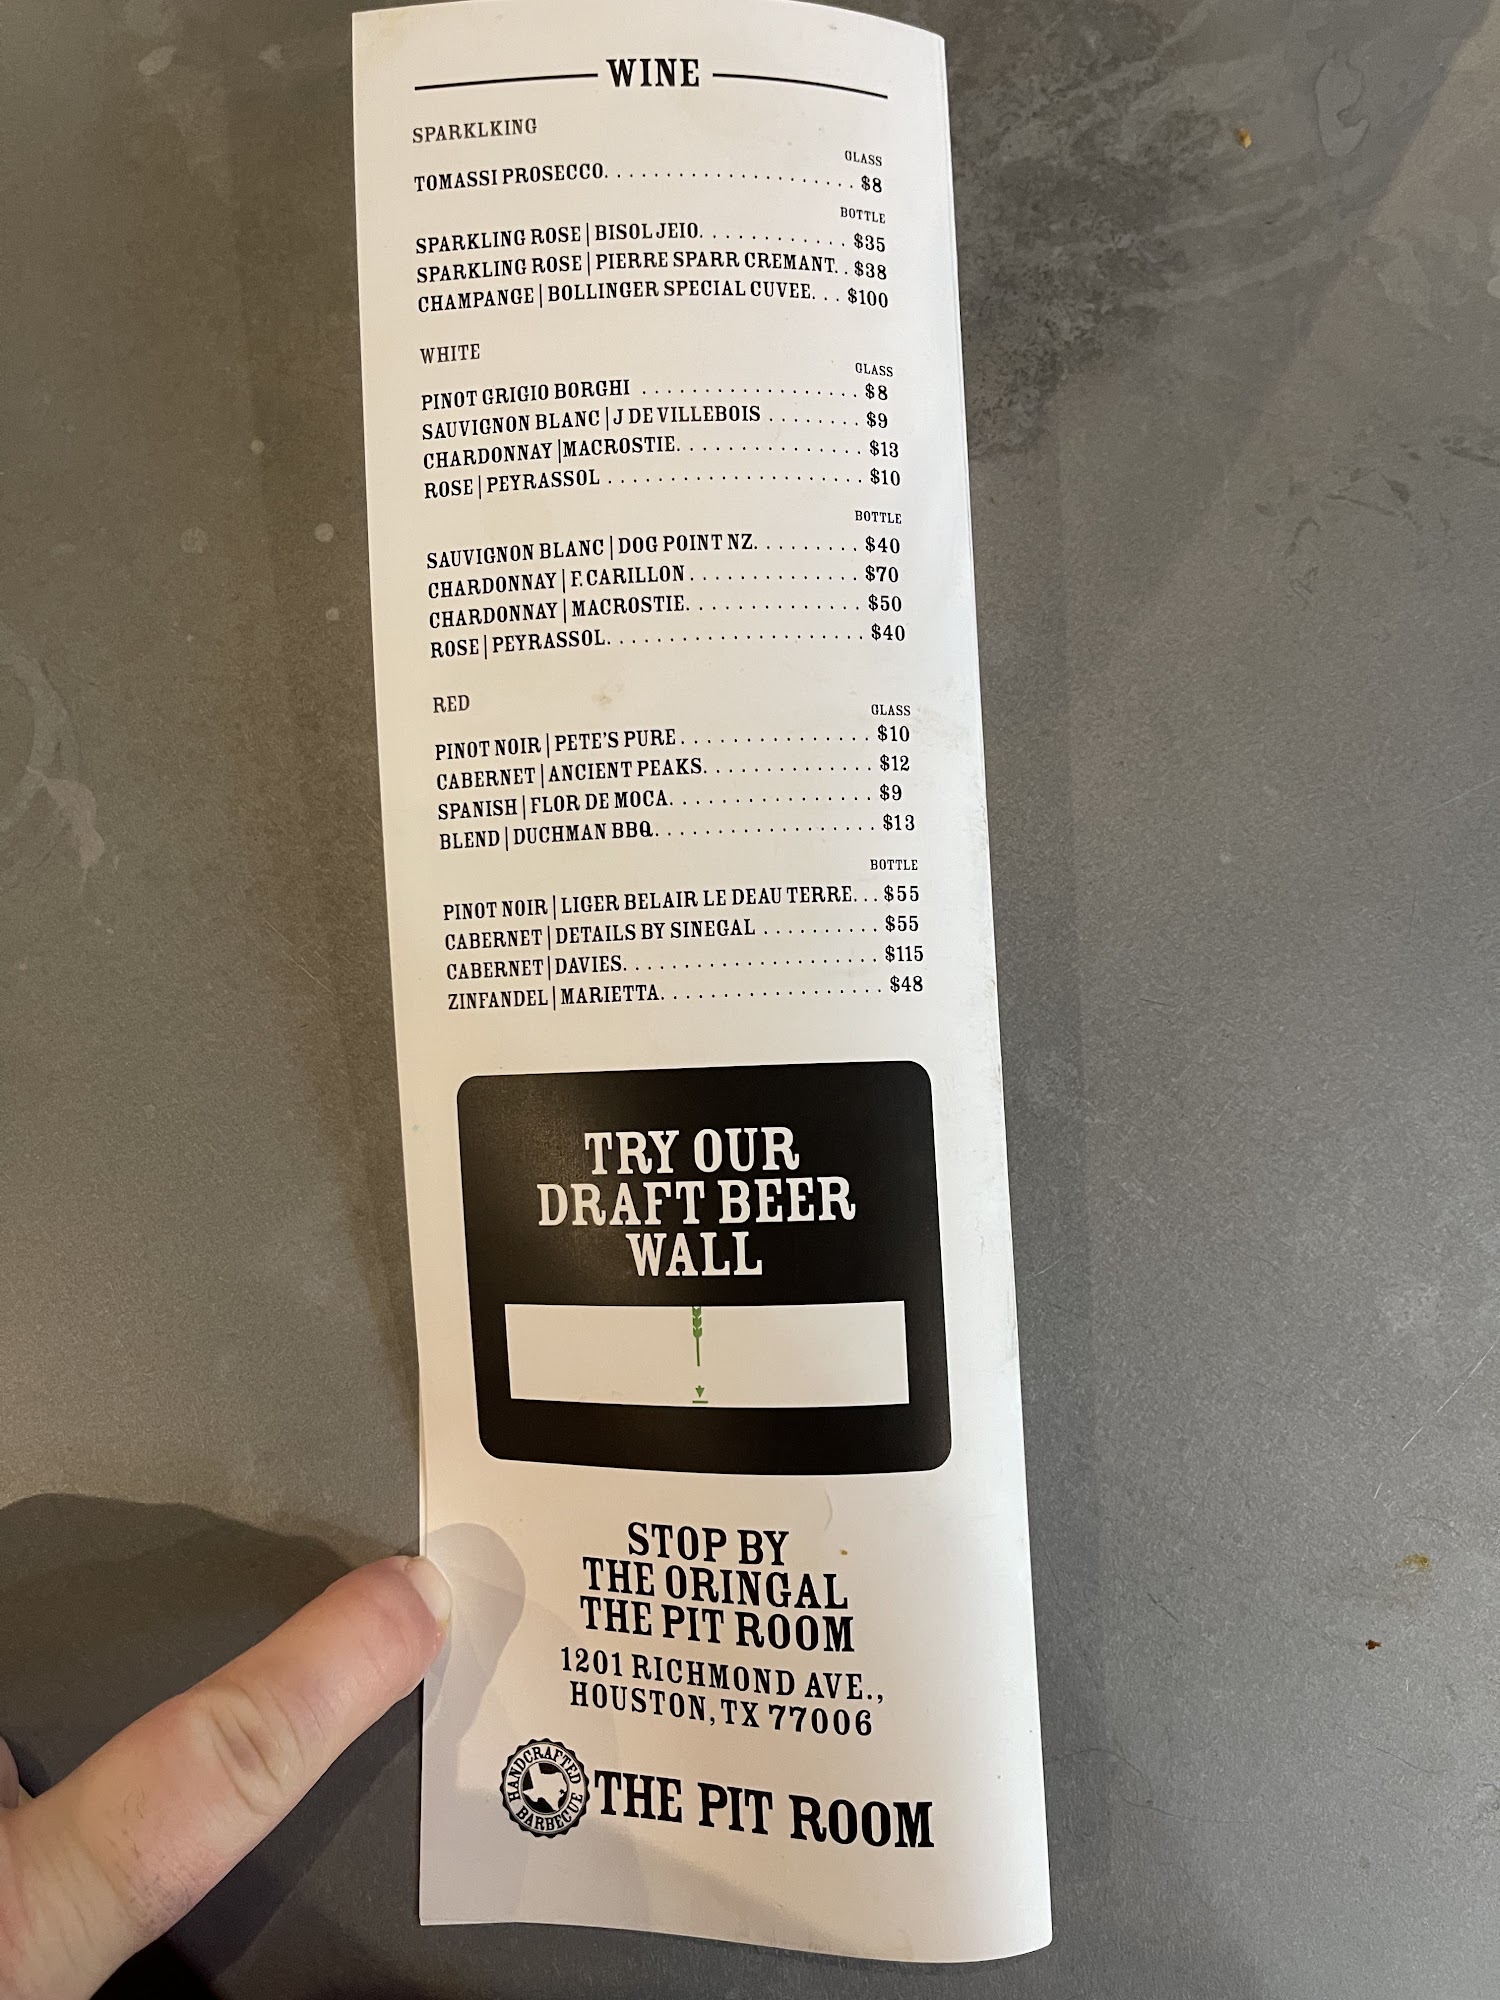 WINE
SPARKLKING
GLASS
TOMASSI PROSECCO. . . . . . . . . . . . . . . . . . . . . $8
BOTTLE
SPARKLING ROSE | BISOL JEIO. . . . . . . . . . . . $35
SPARKLING ROSE | PIERRE SPARR CREMANT. . $38
CHAMPANGE | BOLLINGER SPECIAL CUVEE. . . $100
WHITE
GLASS
PINOT GRIGIO BORGHI . . . . . . . . . . . . . . . . . . $8
SAUVIGNON BLANC | J DE VILLEBOIS . . . . . . . . $9
CHARDONNAY |MACROSTIE. . . . . . . . . . . . . . . $13
ROSE | PEYRASSOL . . . . . . . . . . . . . . . . . . . . . $10
BOTTLE
SAUVIGNON BLANC | DOG POINT NZ. . . . . . . . . $40
CHARDONNAY | F. CARILLON . . . . . . . . . . . . . . $70
CHARDONNAY | MACROSTIE. . . . . . . . . . . . . . . $50
ROSE | PEYRASSOL. . . . . . . . . . . . . . . . . . . . . $40
RED
GLASS
PINOT NOIR | PETE'S PURE . . . . . . . . . . . . . . . $10
CABERNET | ANCIENT PEAKS. . . . . . . . . . . . . . $12
SPANISH | FLOR DE MOCA. . . . . . . . . . . . . . . . . $9
BLEND | DUCHMAN BBQ. . . . . . . . . . . . . . . . . . $13
BOTTLE
PINOT NOIR | LIGER BELAIR LE DEAU TERRE. . . $55
CABERNET | DETAILS BY SINEGAL . . . . . . . . . . $55
CABERNET | DAVIES. . . . . . . . . . . . . . . . . . . . . $115
ZINFANDEL | MARIETTA. . . . . . . . . . . . . . . . . . $48
TRY OUR
DRAFT BEER
WALL
STOP BY
THE ORINGAL
THE PIT ROOM
1201 RICHMOND AVE.,
HOUSTON, TX 77006
HANDCRAFTED BARBECUE
THE PIT ROOM